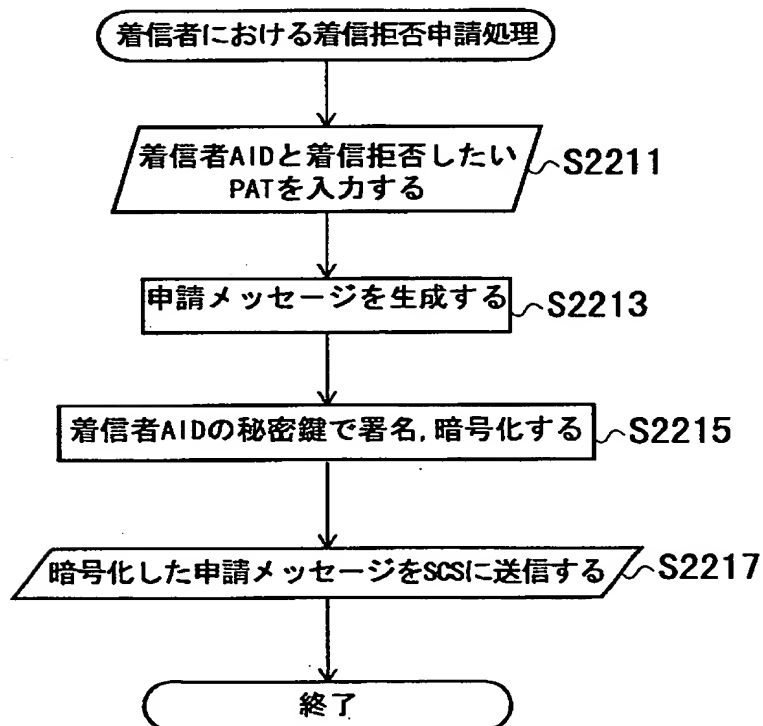 着信者における着信拒否申請処理
着信者AIDと着信拒否したい
PATを入力する
S2211
申請メッセージを生成する
S2213
着信者AIDの秘密鍵で署名,暗号化する
S2215
暗号化した申請メッセージをSCSに送信する
S2217
終了